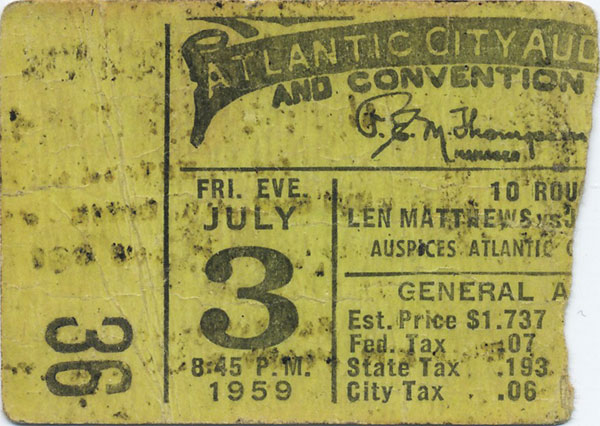 ATLANTIC CITY AUD
AND CONVENTION
P. E. M. Thompson
FRI. EVE.
JULY
3
8:45 P.M.
1959
10 ROU
LEN MATTHEWS vs J
AUSPICES ATLANTIC C
GENERAL A
Est. Price $1.737
Fed. Tax .07
State Tax .193
City Tax .06
36